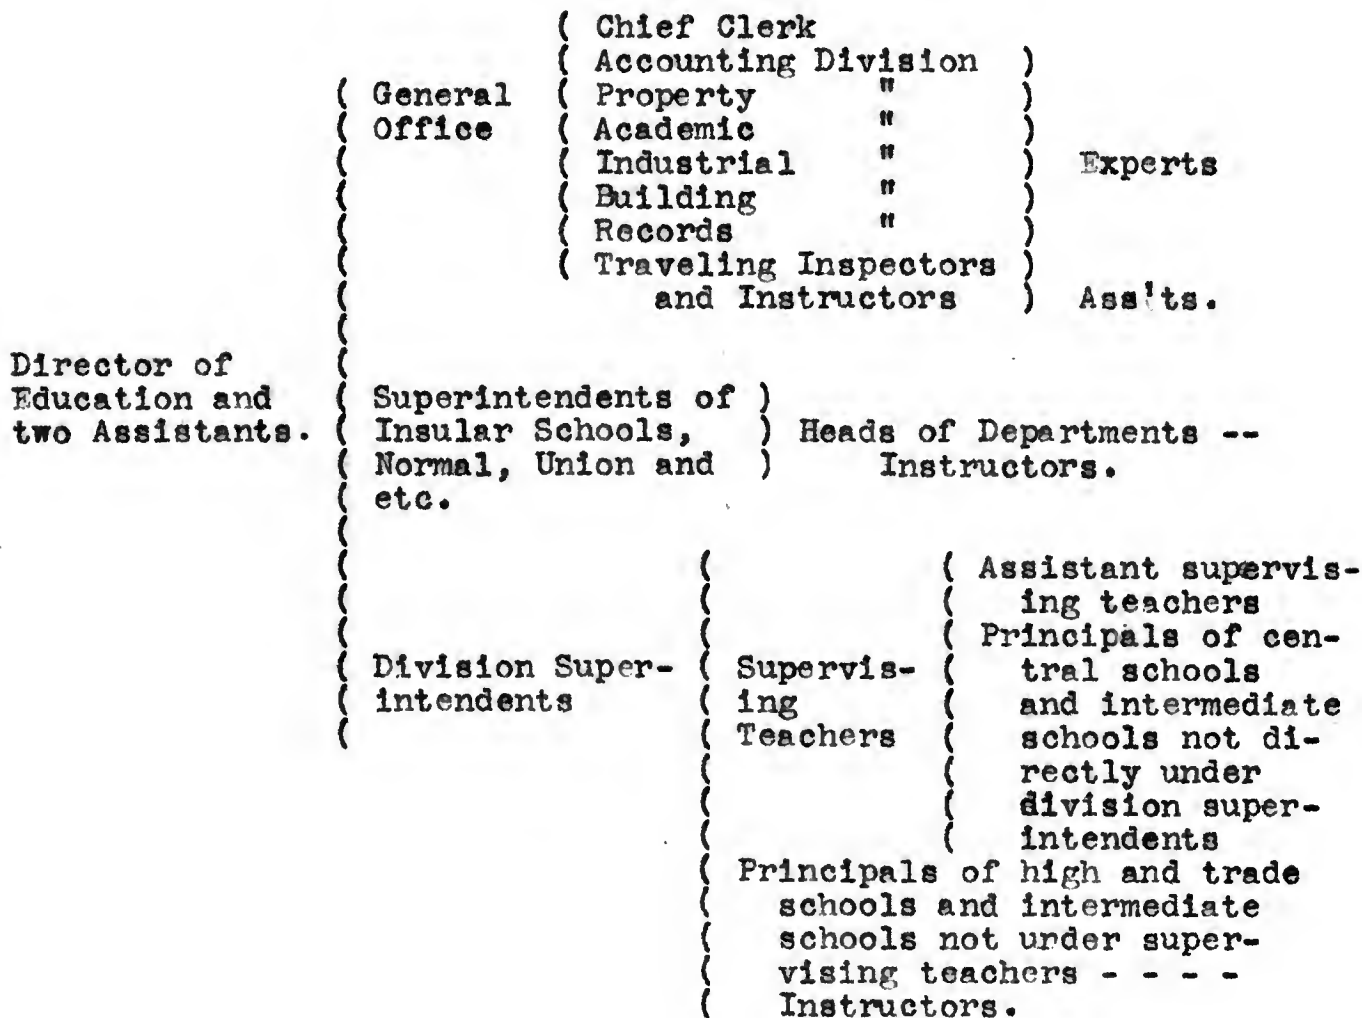 ( Chief Clerk
( Accounting Division )
( General ( Property " )
( Office ( Academic " )
( ( Industrial " ) Experts
( ( Building " )
( ( Records " )
( ( Traveling Inspectors )
( and Instructors ) Ass'ts.
(
Director of (
Education and ( Superintendents of )
two Assistants. ( Insular Schools, ) Heads of Departments --
( Normal, Union and ) Instructors.
( etc.
(
( ( ( Assistant supervis-
( ( ( ing teachers
( ( ( Principals of cen-
( Division Super- ( Supervis- ( tral schools
( intendents ( ing ( and intermediate
( ( Teachers ( schools not di-
( ( rectly under
( ( division super-
( ( intendents
( Principals of high and trade
( schools and intermediate
( schools not under super-
( vising teachers - - - -
( Instructors.